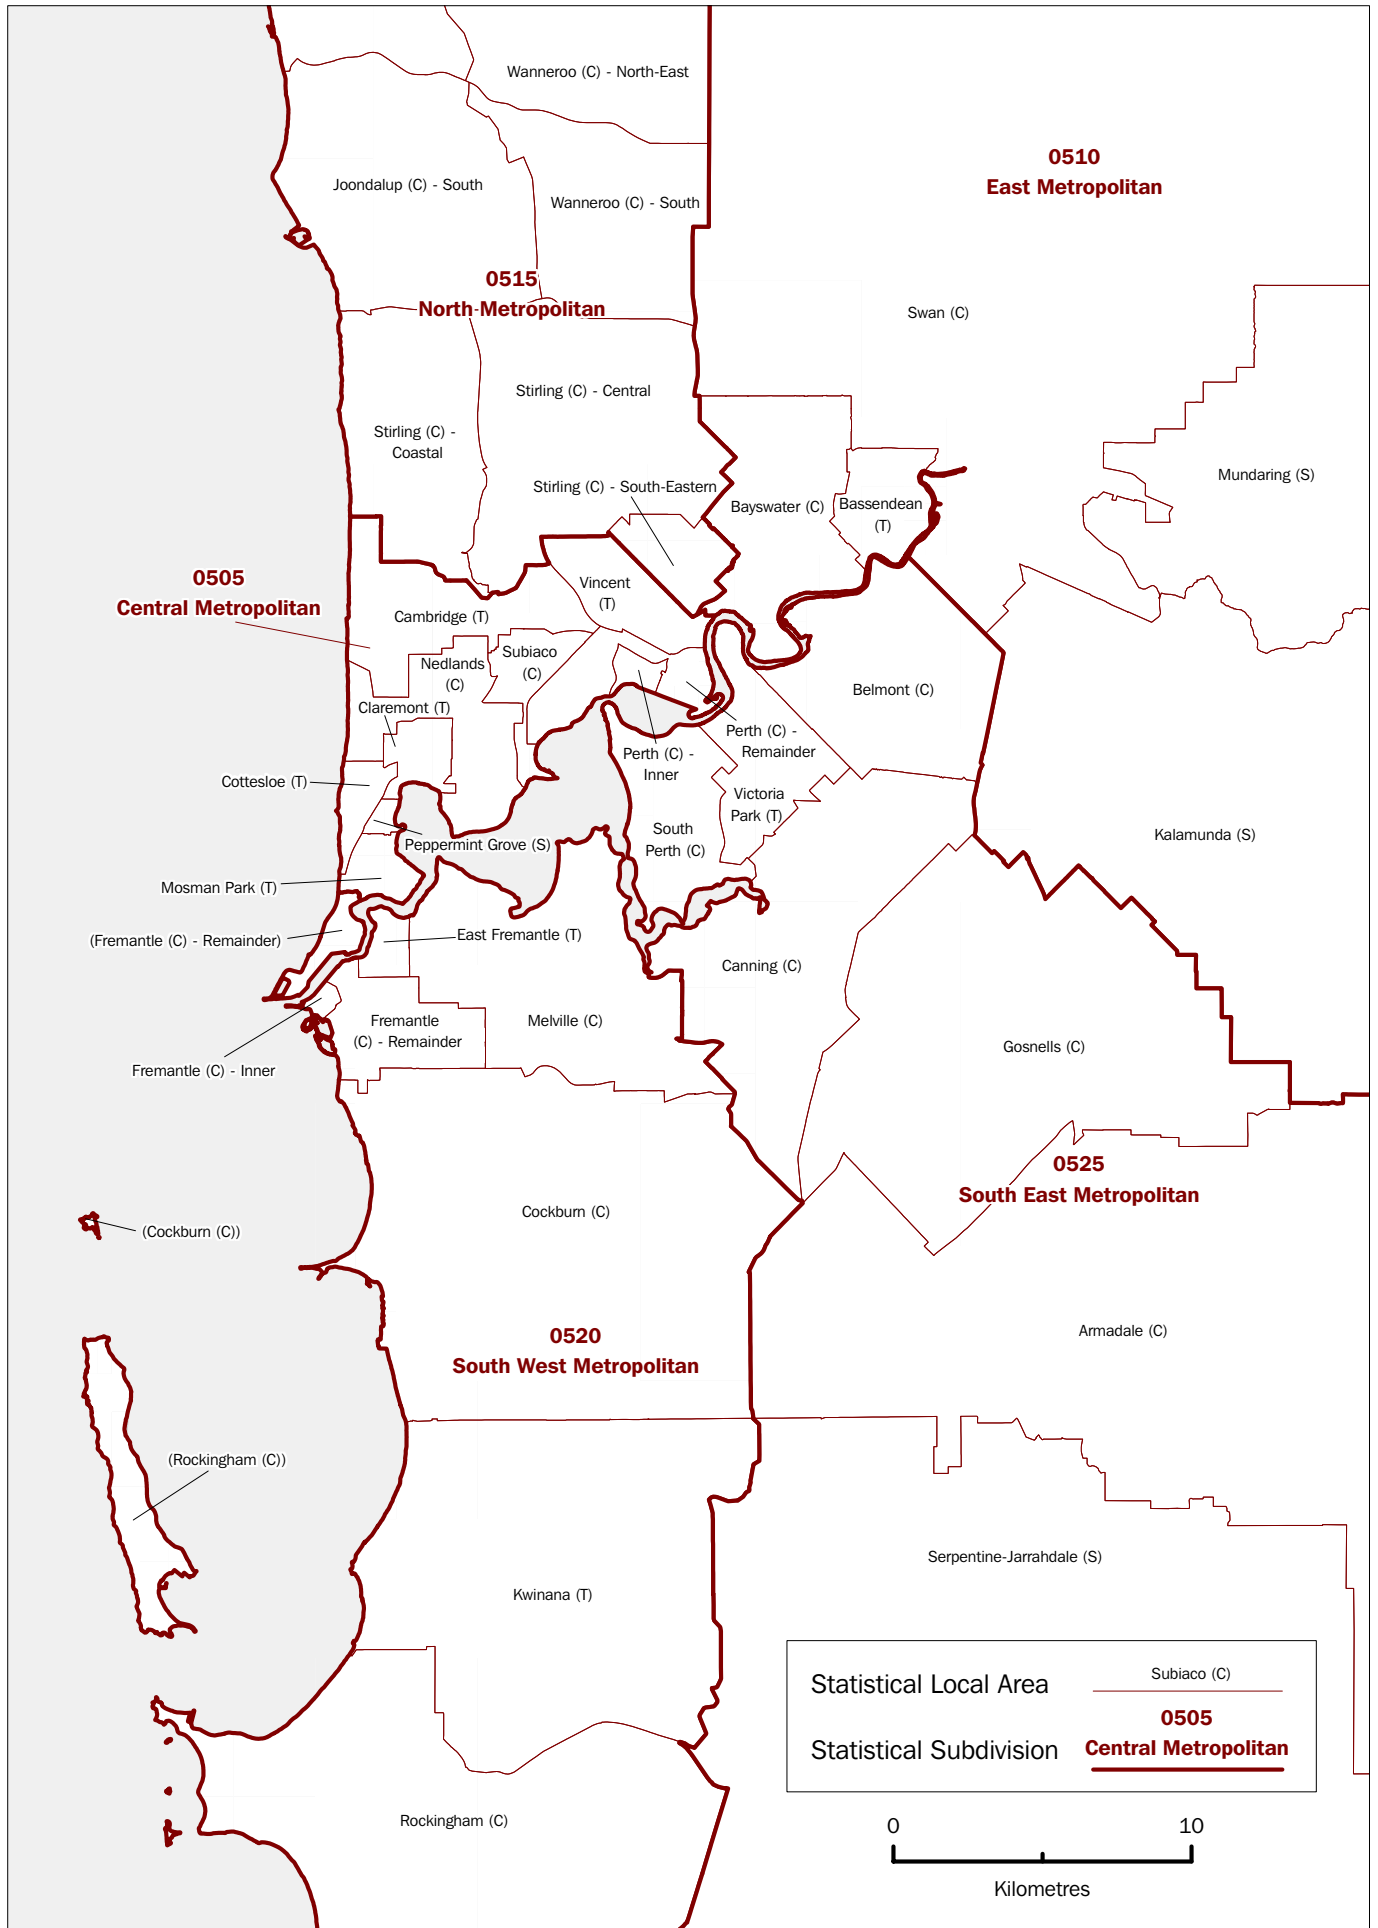 Wanneroo (C) - North-East
0510
East Metropolitan
Joondalup (C) - South
Wanneroo (C) - South
0515
North Metropolitan
Swan (C)
Stirling (C) - Central
Stirling (C) -
Coastal
Mundaring (S)
Stirling (C) - South-Eastern
Bayswater (C)
Bassendean
(T)
0505
Central Metropolitan
Vincent
(T)
Cambridge (T)
Subiaco
(C)
Nedlands
(C)
Belmont (C)
Claremont (T)
Perth (C) -
Remainder
Perth (C) -
Inner
Cottesloe (T)
Victoria
Park (T)
South
Perth (C)
Kalamunda (S)
Peppermint Grove (S)
Mosman Park (T)
East Fremantle (T)
(Fremantle (C) - Remainder)
Canning (C)
Fremantle
(C) - Remainder
Melville (C)
Gosnells (C)
Fremantle (C) - Inner
0525
South East Metropolitan
Cockburn (C)
(Cockburn (C))
Armadale (C)
0520
South West Metropolitan
(Rockingham (C))
Serpentine-Jarrahdale (S)
Kwinana (T)
Statistical Local Area
Subiaco (C)
0505
Statistical Subdivision
Central Metropolitan
Rockingham (C)
0 10
Kilometres